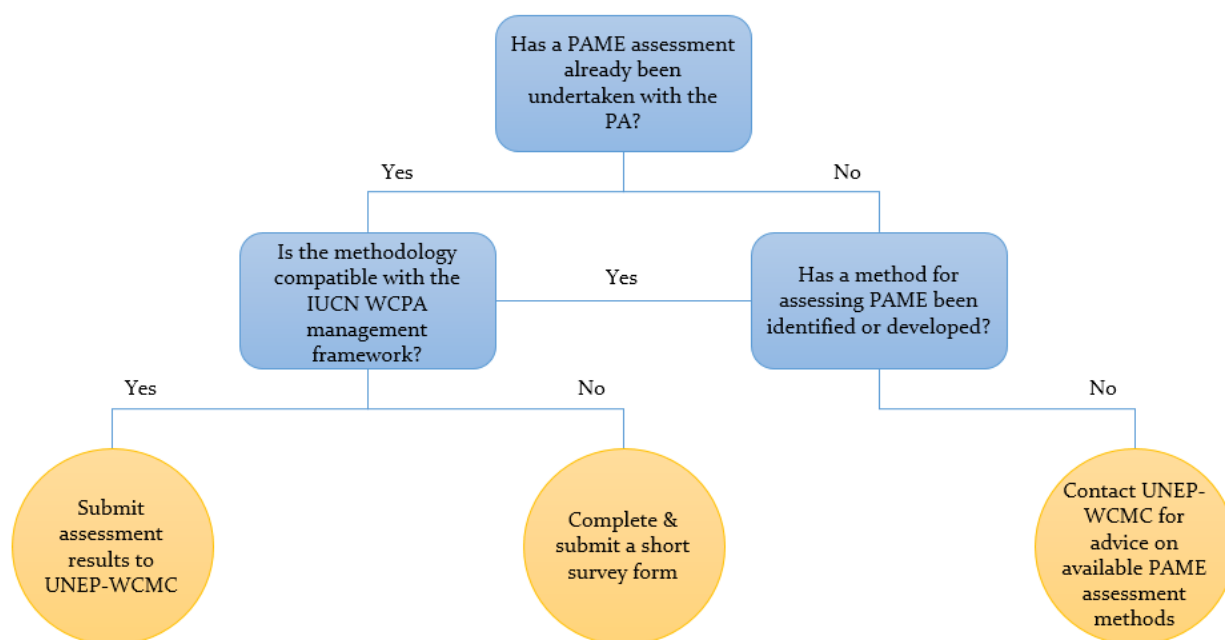 Has a PAME assessment
already been
undertaken with the
PA?
Yes
No
Is the methodology
compatible with the
IUCN WCPA
management
framework?
Yes
Has a method for
assessing PAME been
identified or developed?
Yes
No
No
Submit
assessment
results to
UNEP-WCMC
Complete &
submit a short
survey form
Contact UNEP-
WCMC for
advice on
available PAME
assessment
methods